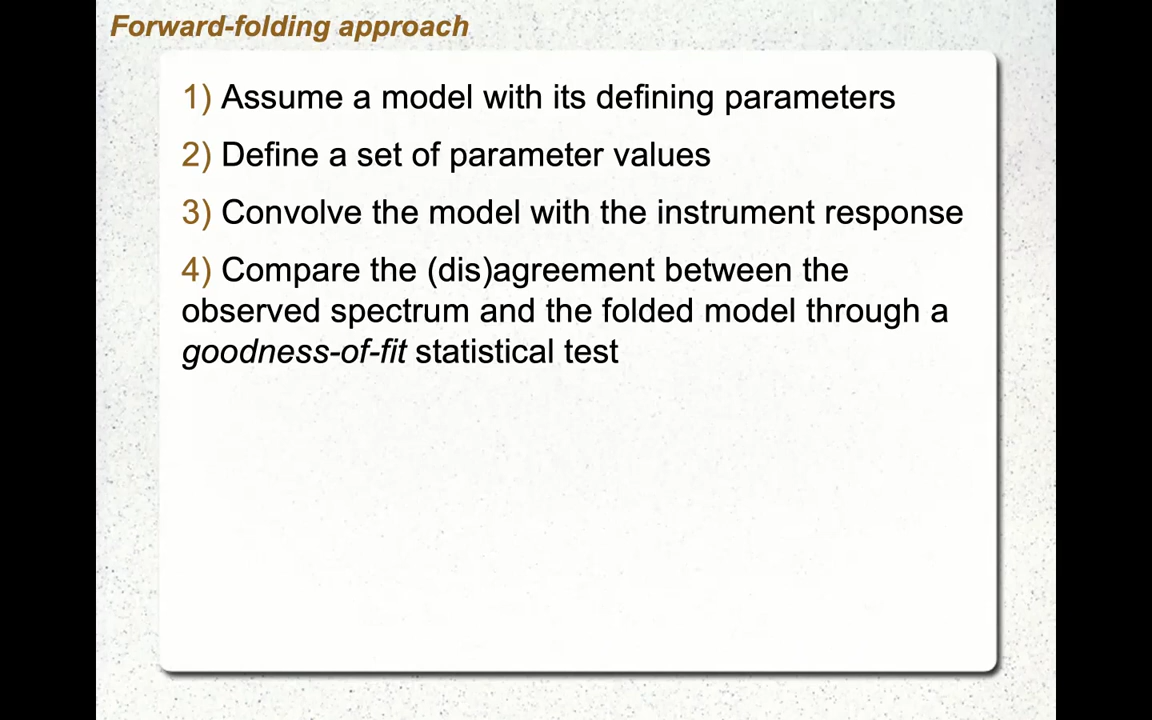 Forward-folding approach
1) Assume a model with its defining parameters
2) Define a set of parameter values
3) Convolve the model with the instrument response
4) Compare the (dis)agreement between the
observed spectrum and the folded model through a
goodness-of-fit statistical test